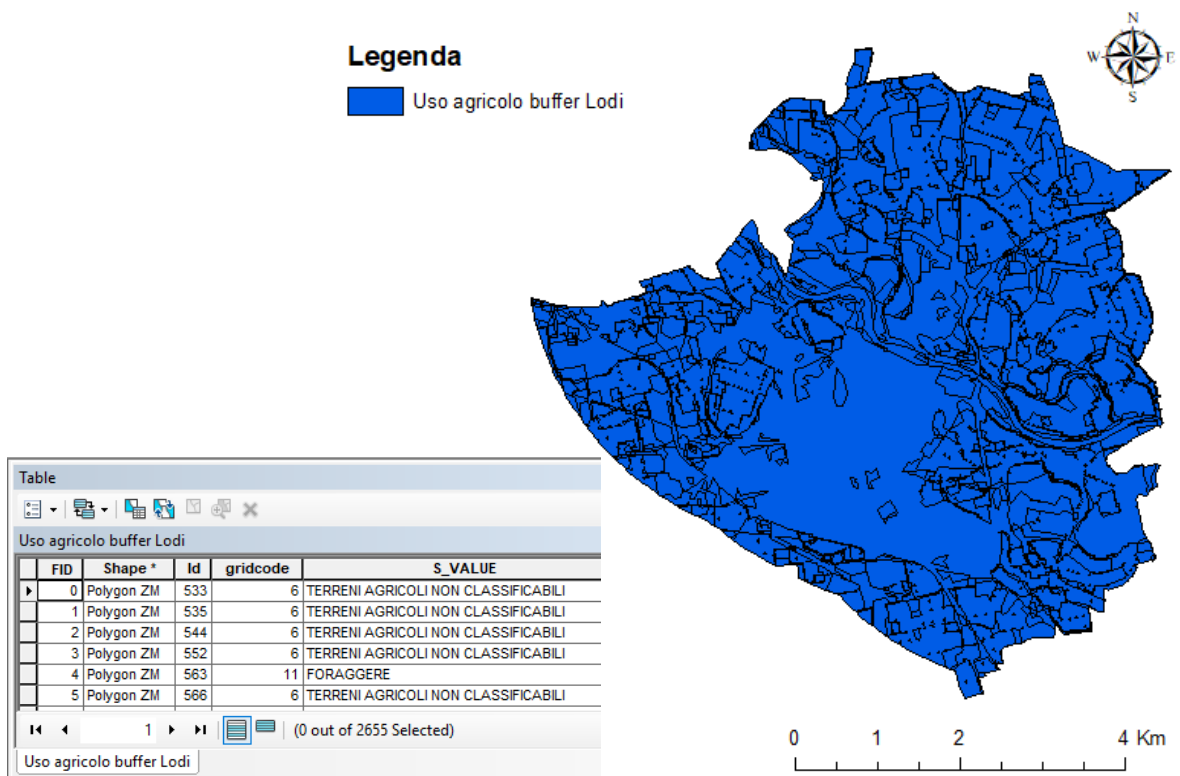 Legenda
Uso agricolo buffer Lodi
N
W E
S
Table
Uso agricolo buffer Lodi
FID Shape * Id gridcode S_VALUE
0 Polygon ZM 533 6 TERRENI AGRICOLI NON CLASSIFICABILI
1 Polygon ZM 535 6 TERRENI AGRICOLI NON CLASSIFICABILI
2 Polygon ZM 544 6 TERRENI AGRICOLI NON CLASSIFICABILI
3 Polygon ZM 552 6 TERRENI AGRICOLI NON CLASSIFICABILI
4 Polygon ZM 563 11 FORAGGERE
5 Polygon ZM 566 6 TERRENI AGRICOLI NON CLASSIFICABILI
1 (0 out of 2655 Selected)
Uso agricolo buffer Lodi
0 1 2 4 Km